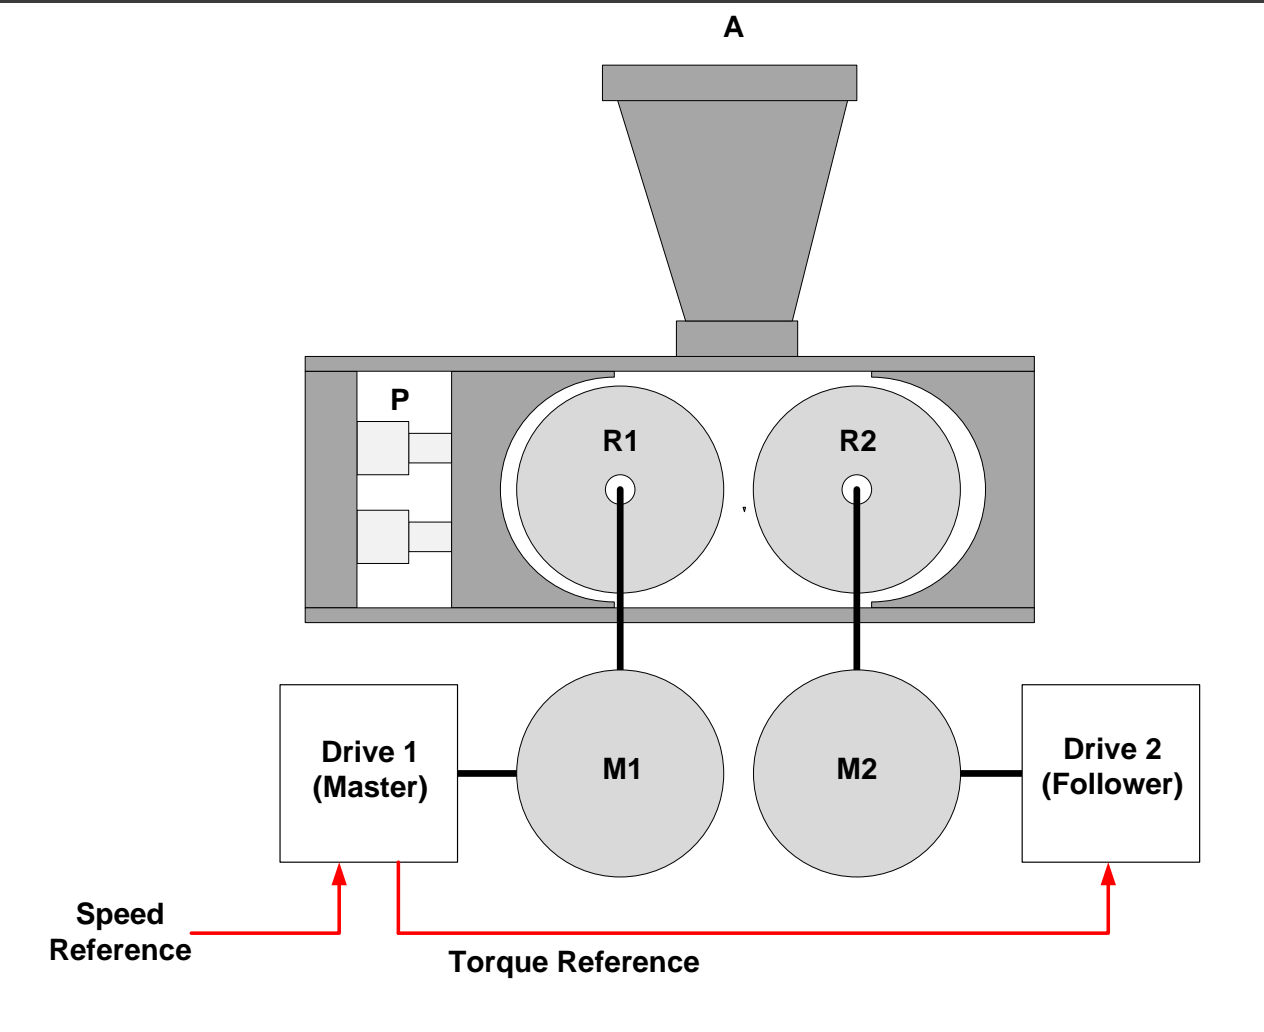 A
P
R1
R2
Drive 1
(Master)
M1
M2
Drive 2
(Follower)
Speed
Reference
Torque Reference